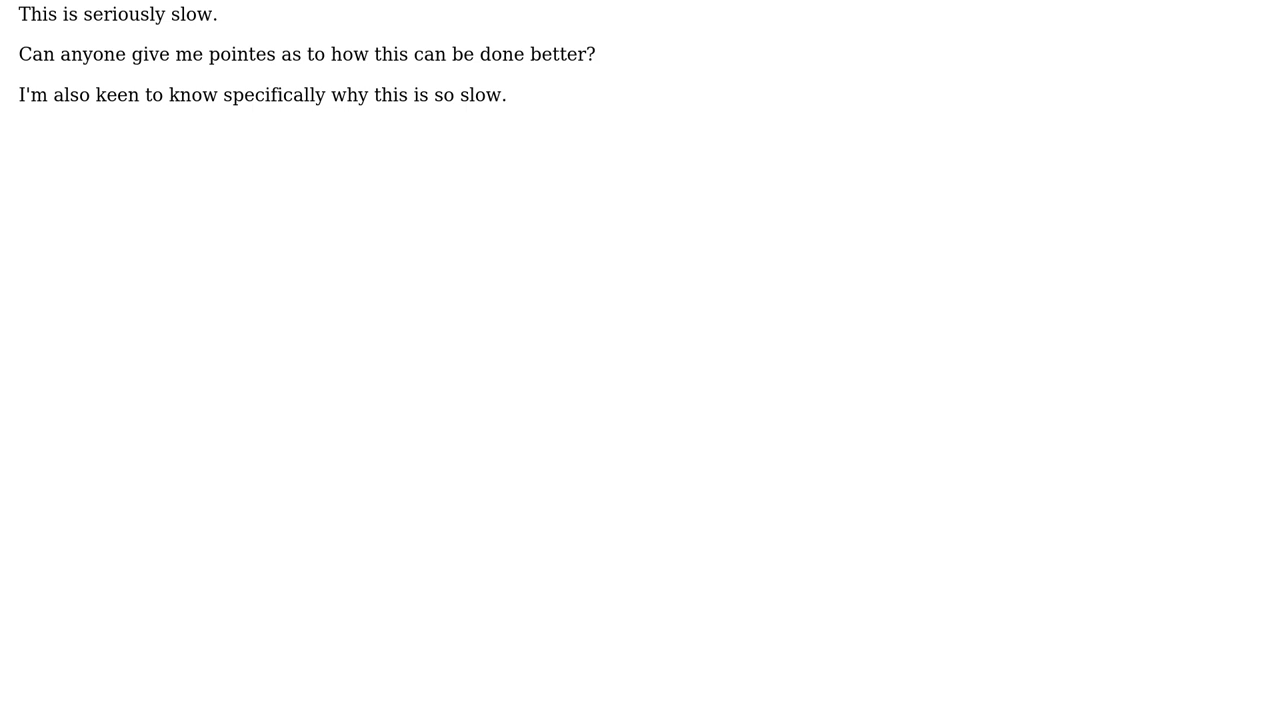 This is seriously slow.
Can anyone give me pointes as to how this can be done better?
I'm also keen to know specifically why this is so slow.